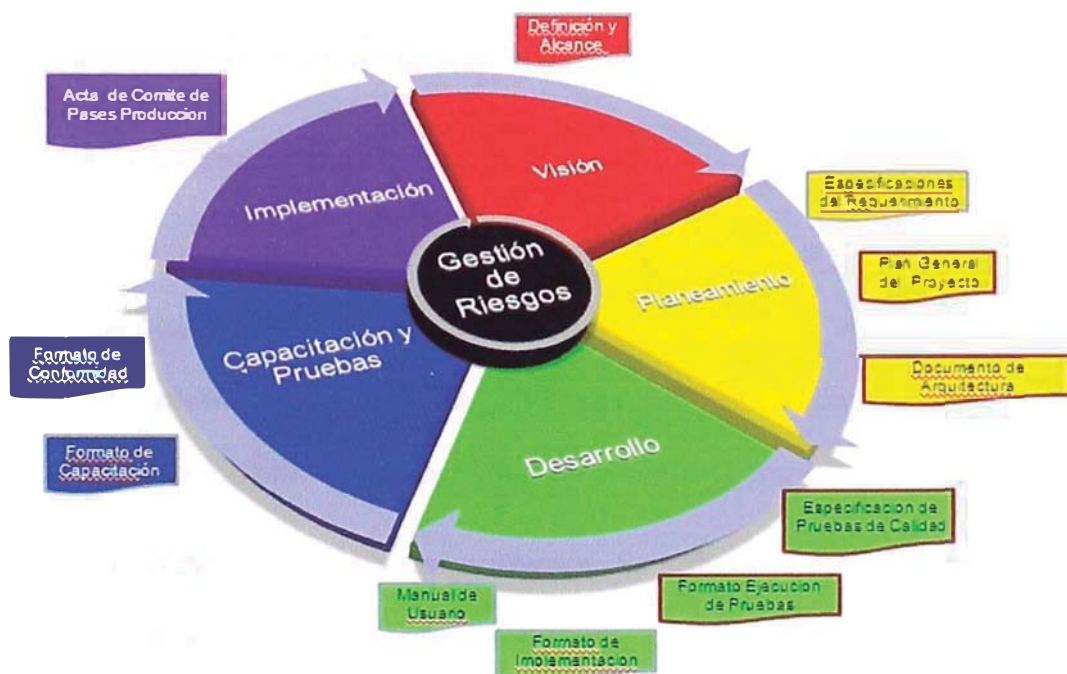 Definición y
Alcance
Acta de Comite de
Pases Produccion
Visión
Implementación
Especificaciones
del Requerimiento
Gestión
de
Riesgos
Planeamiento
Plan General
del Proyecto
Capacitación y
Pruebas
Formato de
Conformidad
Documento de
Arquitectura
Formato de
Capacitación
Desarrollo
Especificacion de
Pruebas de Calidad
Manual de
Usuario
Formato Ejecucion
de Pruebas
Formato de
Implementacion